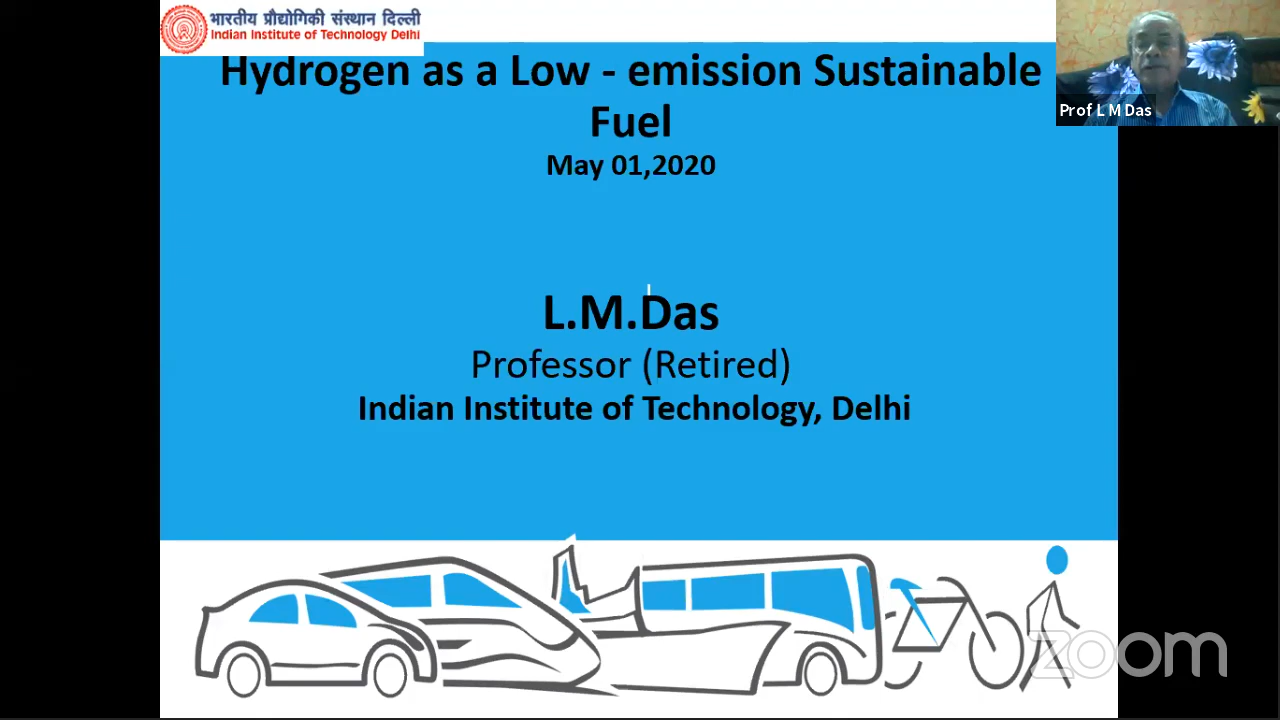 भारतीय प्रौद्योगिकी संस्थान दिल्ली
Indian Institute of Technology Delhi
Hydrogen as a Low - emission Sustainable
Fuel
May 01,2020
Prof L M Das
L.M.Das
Professor (Retired)
Indian Institute of Technology, Delhi
zoom